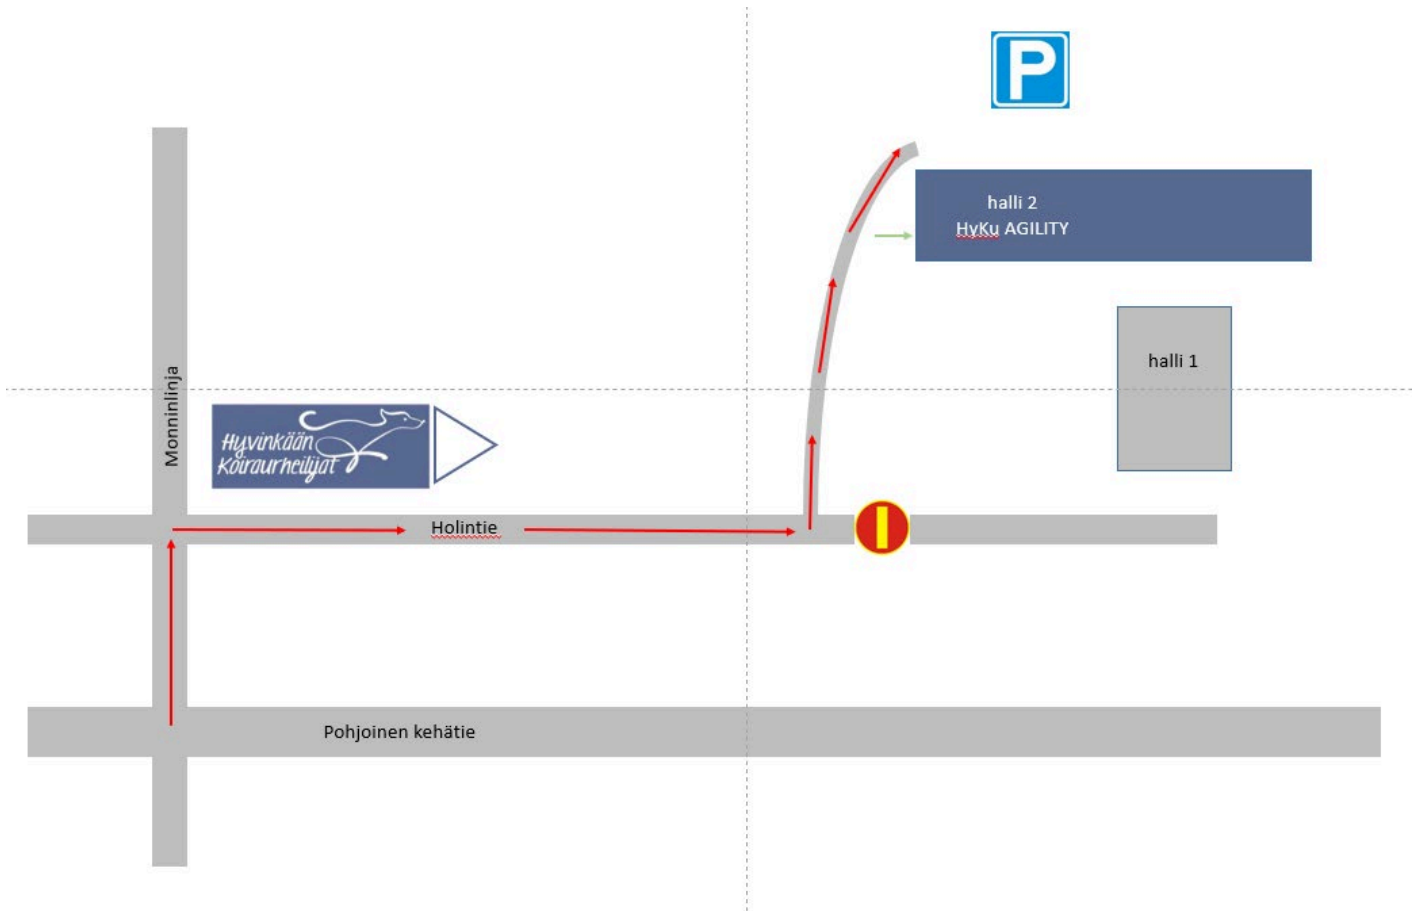 P
halli 2
HyKu AGILITY
halli 1
Monninlinja
Hyvinkään
Koiraurheilijat
Holintie
Pohjoinen kehätie